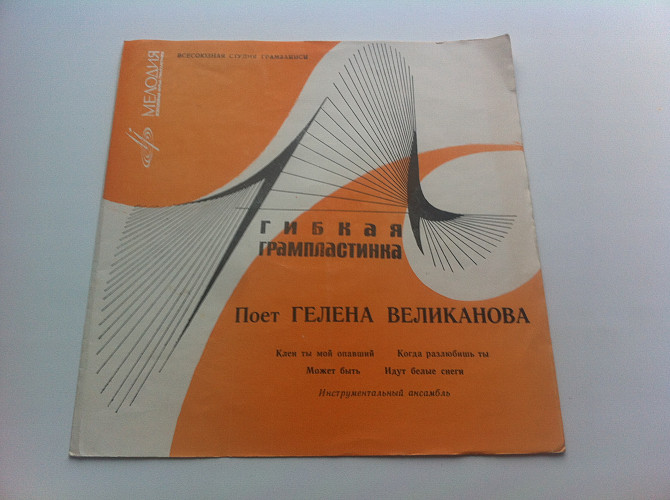 ВСЕСОЮЗНАЯ СТУДИЯ ГРАМЗАПИСИ
МЕЛОДИЯ
ГИБКАЯ
ГРАМПЛАСТИНКА
Поет ГЕЛЕНА ВЕЛИКАНОВА
Клен ты мой опавший Когда разлюбишь ты
Может быть Идут белые снеги
Инструментальный ансамбль